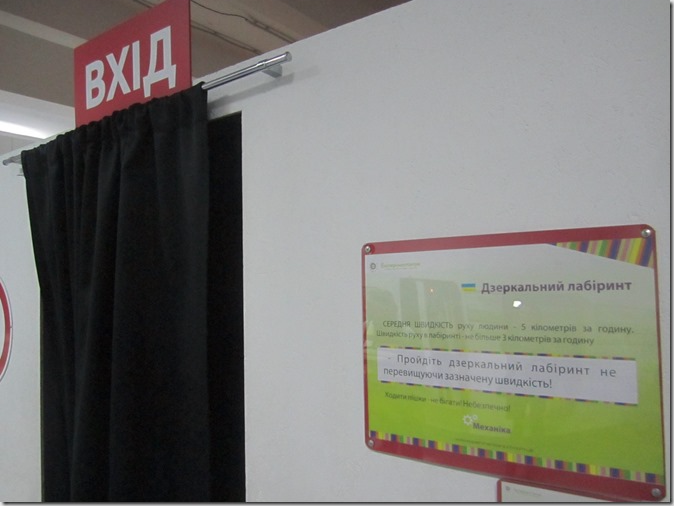 ВХІД
Дзеркальний лабіринт
СЕРЕДНЯ ШВИДКІСТЬ руху людини - 5 кілометрів за годину.
Швидкість руху в лабіринті - не більше 3 кілометрів за годину
- Пройдіть дзеркальний лабіринт не
перевищуючи зазначену швидкість!
Ходити пішки - не бігати! Небезпечно!
Механіка